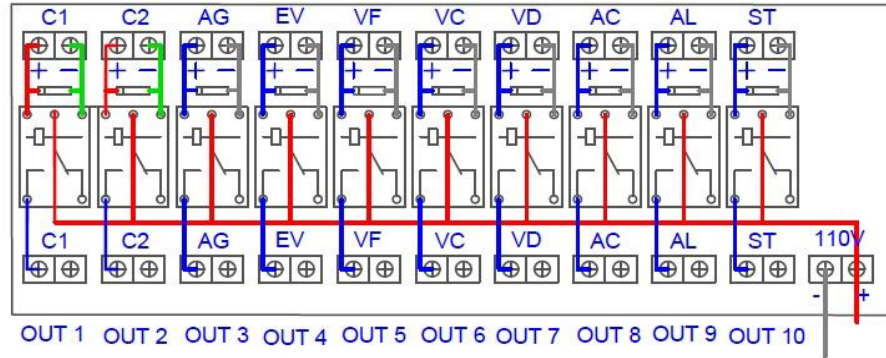 C1 C2 AG EV VF VC VD AC AL ST
+ − + − + − + − + − + − + − + − + − + −
C1 C2 AG EV VF VC VD AC AL ST 110V
- +
OUT 1 OUT 2 OUT 3 OUT 4 OUT 5 OUT 6 OUT 7 OUT 8 OUT 9 OUT 10